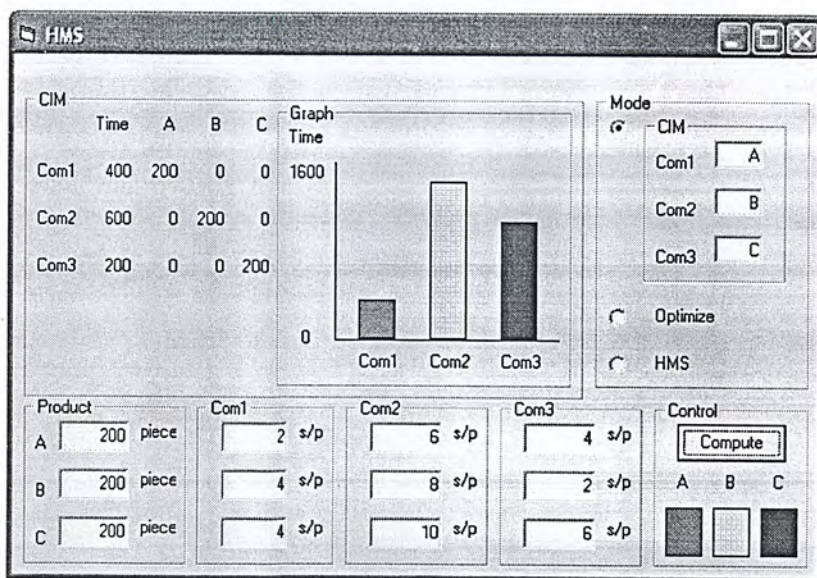 HMS
CIM
Time A B C
Com1 400 200 0 0
Com2 600 0 200 0
Com3 200 0 0 200
Graph
Time
1600
0
Com1 Com2 Com3
Mode
CIM
Com1 A
Com2 B
Com3 C
Optimize
HMS
Product
A 200 piece
B 200 piece
C 200 piece
Com1
2 s/p
4 s/p
4 s/p
Com2
6 s/p
8 s/p
10 s/p
Com3
4 s/p
2 s/p
6 s/p
Control
Compute
A B C